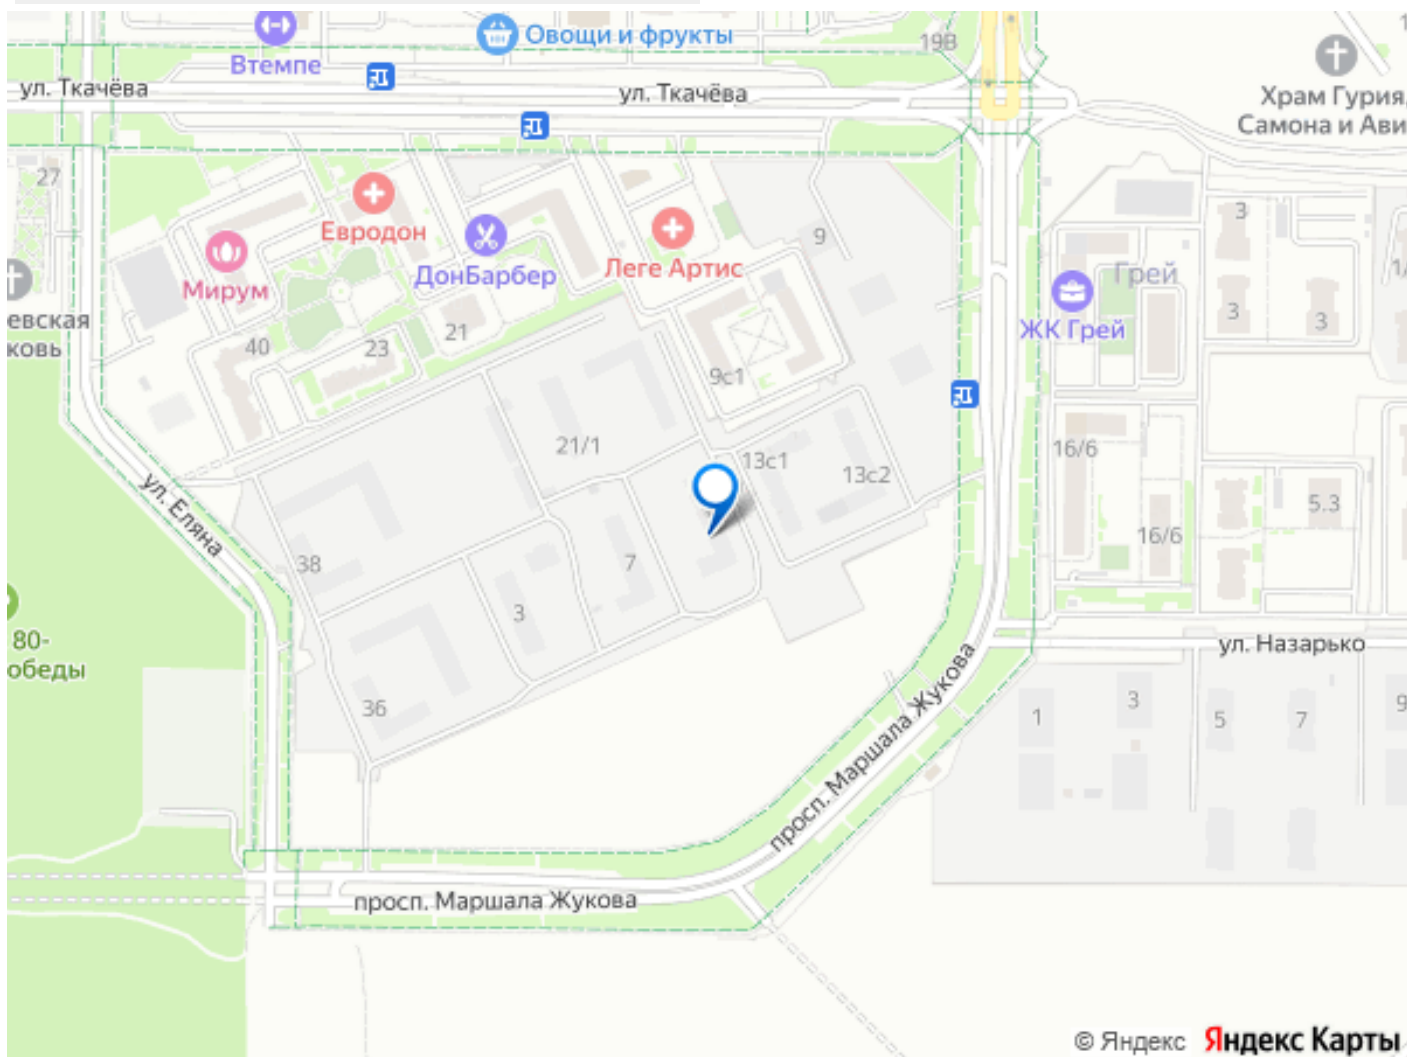 Втемпе
Овощи и фрукты
19В
ул. Ткачёва
ул. Ткачёва
Храм Гурия,
Самона и Ави
27
Евродон
ДонБарбер
Леге Артис
Мирум
9
3
Грей
ЖК Грей
3
3
1/
евская
ковь
40
23
21
9с1
21/1
13с1
13с2
16/6
5.3
16/6
ул. Еляна
38
7
3
80-
обеды
36
ул. Назарько
1
3
5
7
9
просп. Маршала Жукова
просп. Маршала Жукова
© Яндекс Яндекс Карты